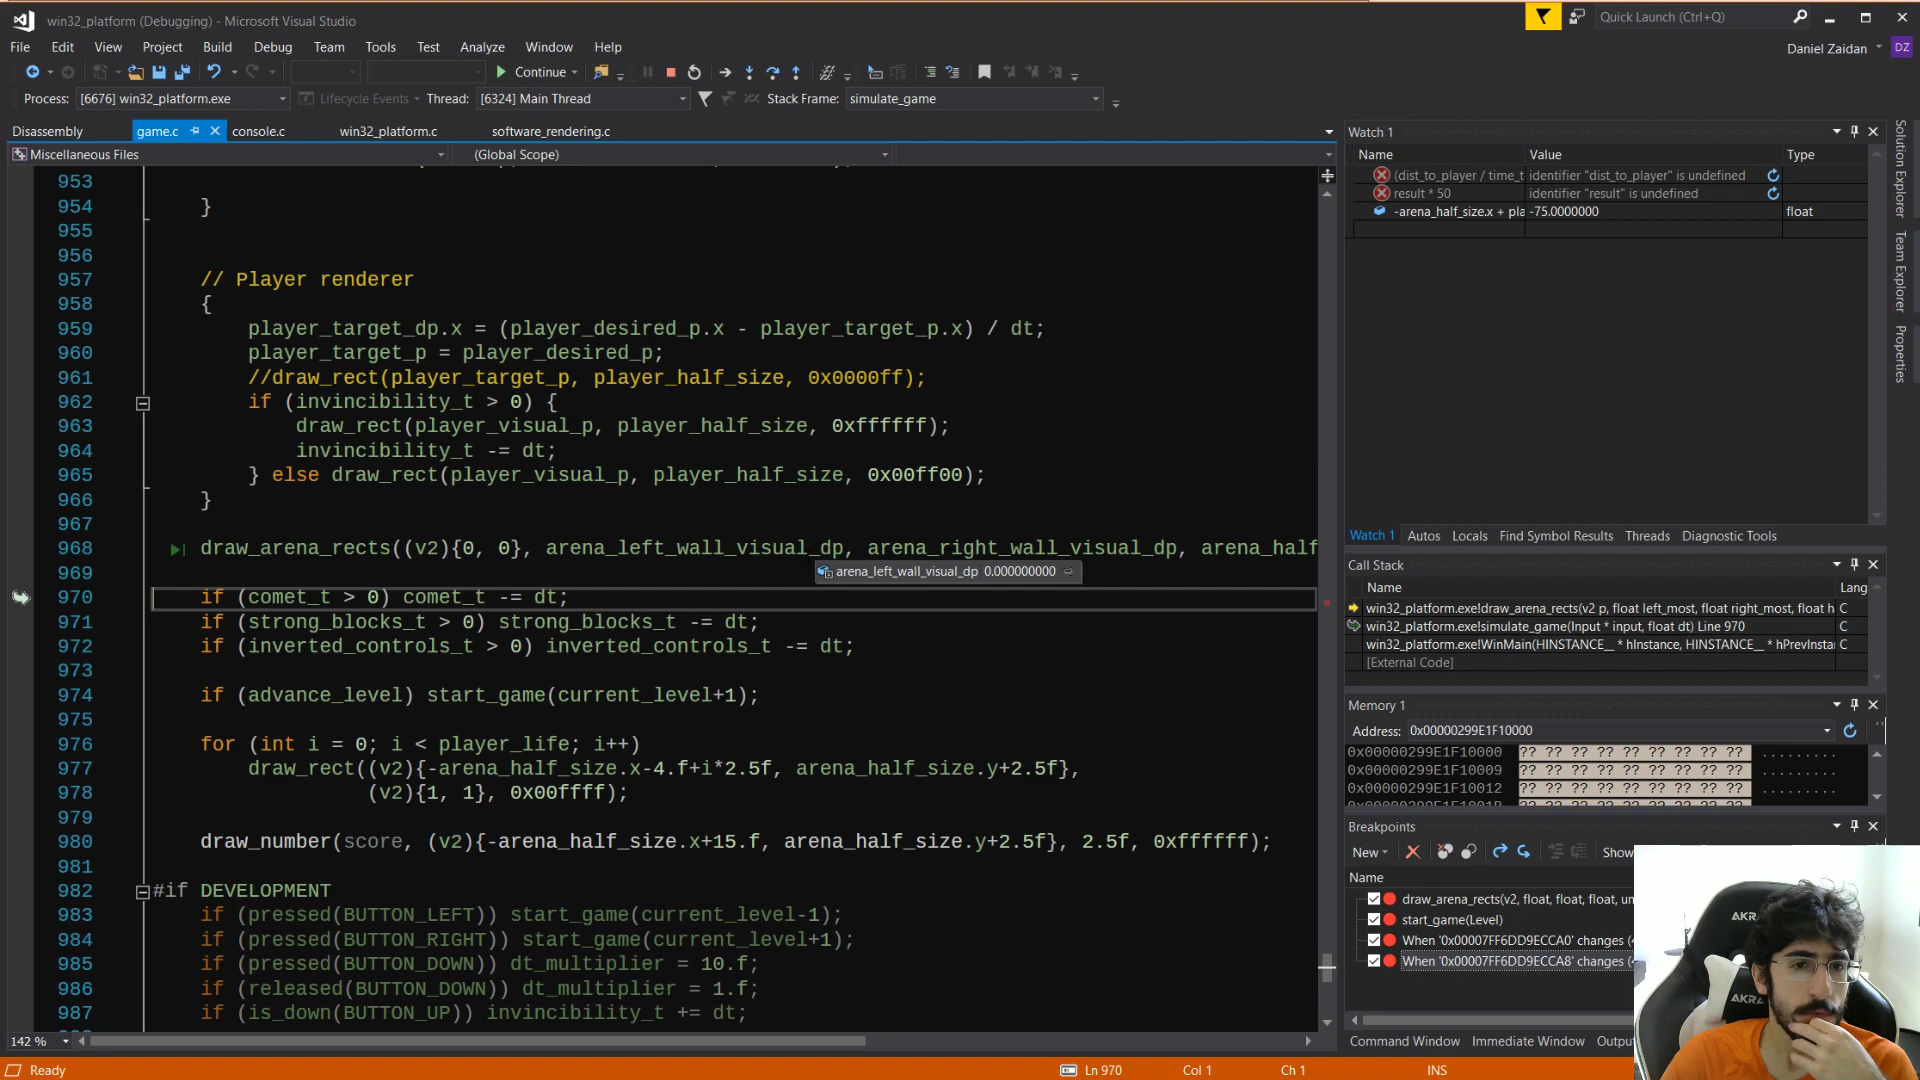 win32_platform (Debugging) - Microsoft Visual Studio
Quick Launch (Ctrl+Q)
File Edit View Project Build Debug Team Tools Test Analyze Window Help
Daniel Zaidan DZ
Continue
Process: [6676] win32_platform.exe Lifecycle Events Thread: [6324] Main Thread Stack Frame: simulate_game
Disassembly game.c console.c win32_platform.c software_rendering.c
Miscellaneous Files (Global Scope)
953
954 }
955
956
957 // Player renderer
958 {
959 player_target_dp.x = (player_desired_p.x - player_target_p.x) / dt;
960 player_target_p = player_desired_p;
961 //draw_rect(player_target_p, player_half_size, 0x0000ff);
962 if (invincibility_t > 0) {
963 draw_rect(player_visual_p, player_half_size, 0xffffff);
964 invincibility_t -= dt;
965 } else draw_rect(player_visual_p, player_half_size, 0x00ff00);
966 }
967
968 draw_arena_rects((v2){0, 0}, arena_left_wall_visual_dp, arena_right_wall_visual_dp, arena_half
969
arena_left_wall_visual_dp 0.000000000
970 if (comet_t > 0) comet_t -= dt;
971 if (strong_blocks_t > 0) strong_blocks_t -= dt;
972 if (inverted_controls_t > 0) inverted_controls_t -= dt;
973
974 if (advance_level) start_game(current_level+1);
975
976 for (int i = 0; i < player_life; i++)
977 draw_rect((v2){-arena_half_size.x-4.f+i*2.5f, arena_half_size.y+2.5f},
978 (v2){1, 1}, 0x00ffff);
979
980 draw_number(score, (v2){-arena_half_size.x+15.f, arena_half_size.y+2.5f}, 2.5f, 0xffffff);
981
982 #if DEVELOPMENT
983 if (pressed(BUTTON_LEFT)) start_game(current_level-1);
984 if (pressed(BUTTON_RIGHT)) start_game(current_level+1);
985 if (pressed(BUTTON_DOWN)) dt_multiplier = 10.f;
986 if (released(BUTTON_DOWN)) dt_multiplier = 1.f;
987 if (is_down(BUTTON_UP)) invincibility_t += dt;
142 %
Ready
Ln 970 Col 1 Ch 1 INS
Watch 1
Name Value Type
(dist_to_player / time_t identifier "dist_to_player" is undefined
result * 50 identifier "result" is undefined
-arena_half_size.x + pla -75.0000000 float
Watch 1 Autos Locals Find Symbol Results Threads Diagnostic Tools
Call Stack
Name Lang
win32_platform.exe!draw_arena_rects(v2 p, float left_most, float right_most, float h C
win32_platform.exe!simulate_game(Input * input, float dt) Line 970 C
win32_platform.exe!WinMain(HINSTANCE__ * hInstance, HINSTANCE__ * hPrevInsta C
[External Code]
Memory 1
Address: 0x00000299E1F10000
0x00000299E1F10000 ?? ?? ?? ?? ?? ?? ?? ?? ?? .........
0x00000299E1F10009 ?? ?? ?? ?? ?? ?? ?? ?? ?? .........
0x00000299E1F10012 ?? ?? ?? ?? ?? ?? ?? ?? ?? .........
Breakpoints
New Show
Name
draw_arena_rects(v2, float, float, float, un
start_game(Level)
When '0x00007FF6DD9ECCA0' changes (
When '0x00007FF6DD9ECCA8' changes (
Command Window Immediate Window Outpu
Solution Explorer
Team Explorer
Properties
AKRA
AKRA